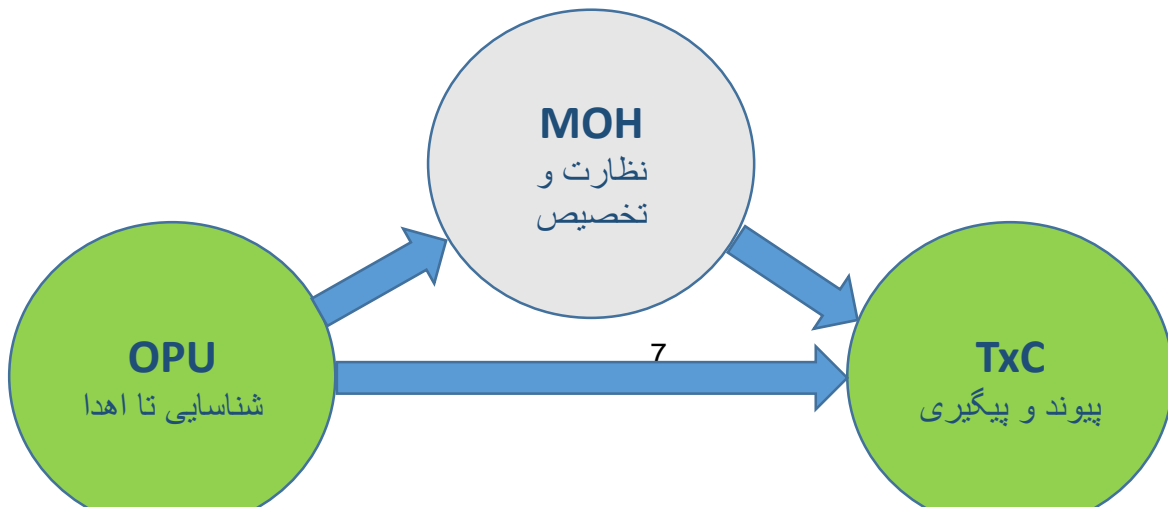 MOH
نظارت و
تخصیص
OPU
شناسایی تا اهدا
7
TxC
پیوند و پیگیری